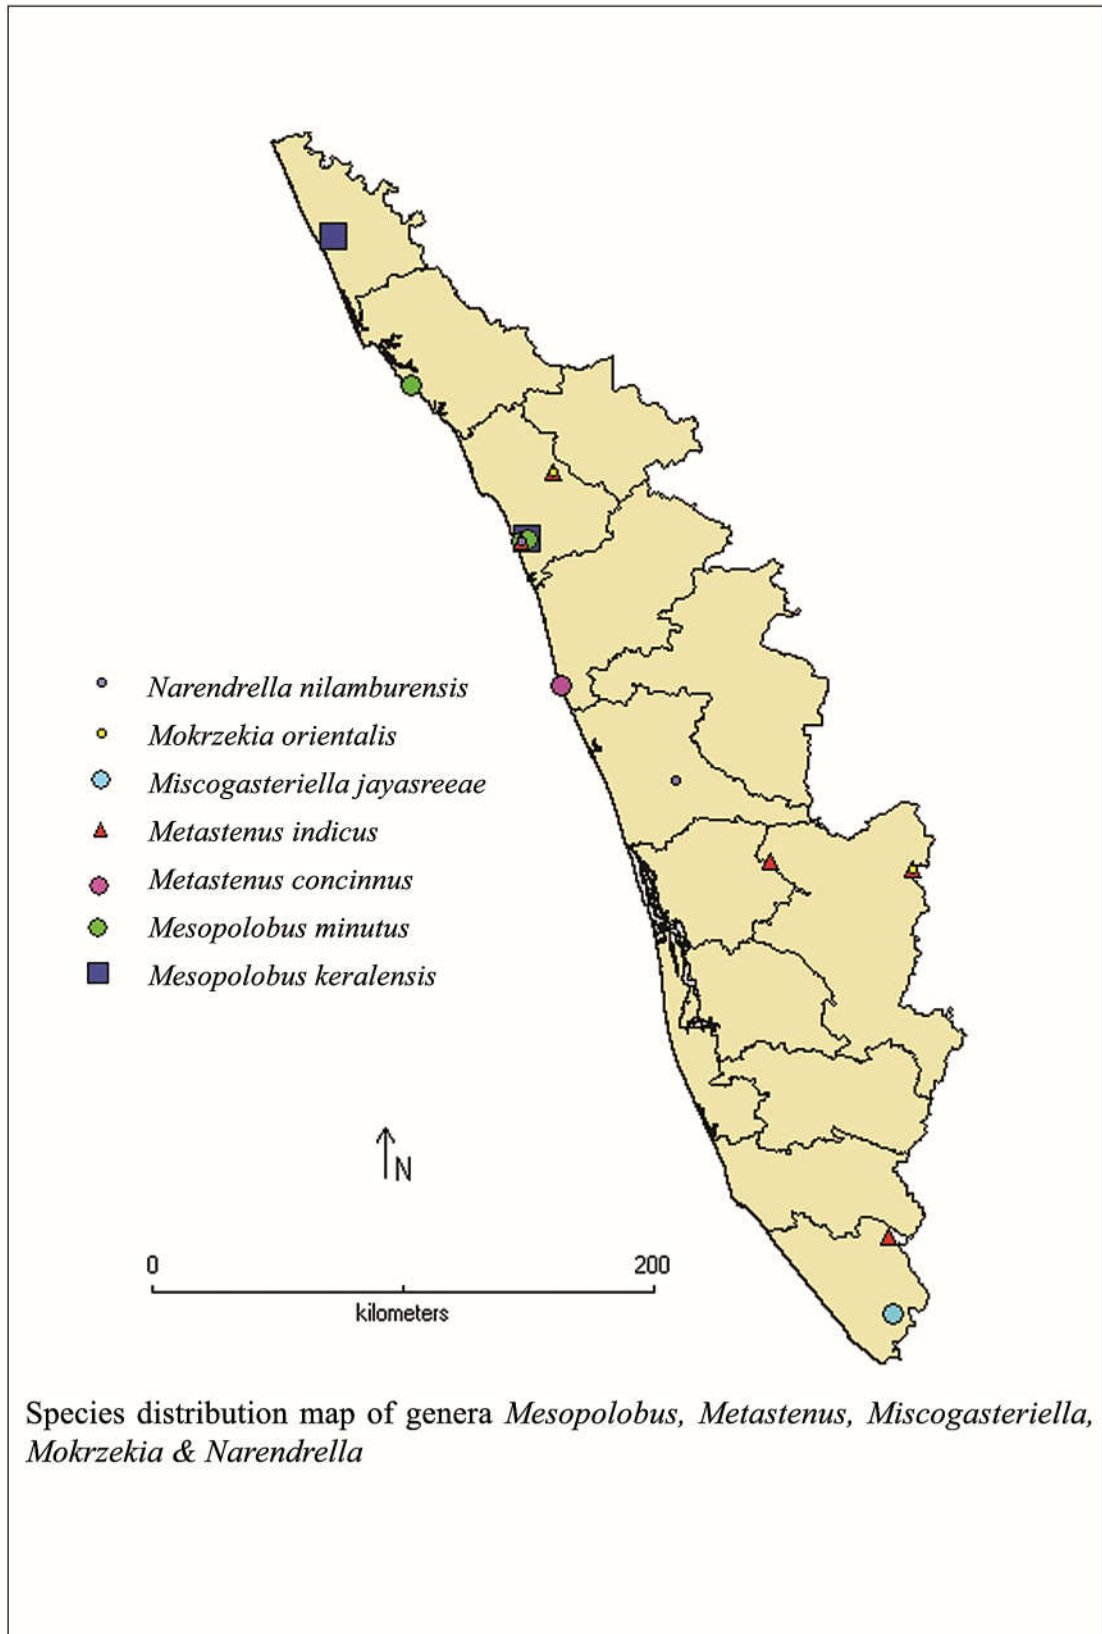 Narendrella nilamburensis
Mokrzekia orientalis
Miscogasteriella jayasreeae
Metastenus indicus
Metastenus concinnus
Mesopolobus minutus
Mesopolobus keralensis
N
0 200
kilometers
Species distribution map of genera Mesopolobus, Metastenus, Miscogasteriella,
Mokrzekia & Narendrella